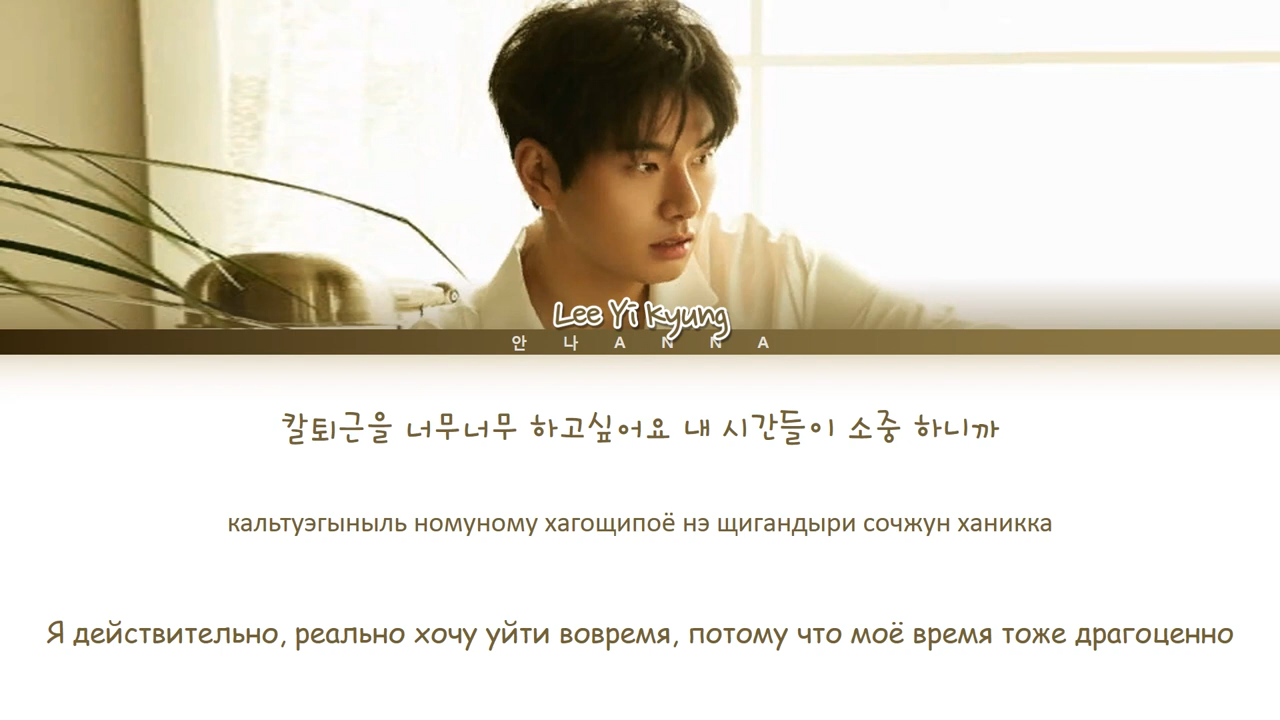 Lee Yi Kyung
안 나 A N N A
칼퇴근을 너무너무 하고싶어요 내 시간들이 소중 하니까
кальтуэгыныль номуному хагощипоё нэ щигандыри сочжун ханикка
Я действительно, реально хочу уйти вовремя, потому что моё время тоже драгоценно